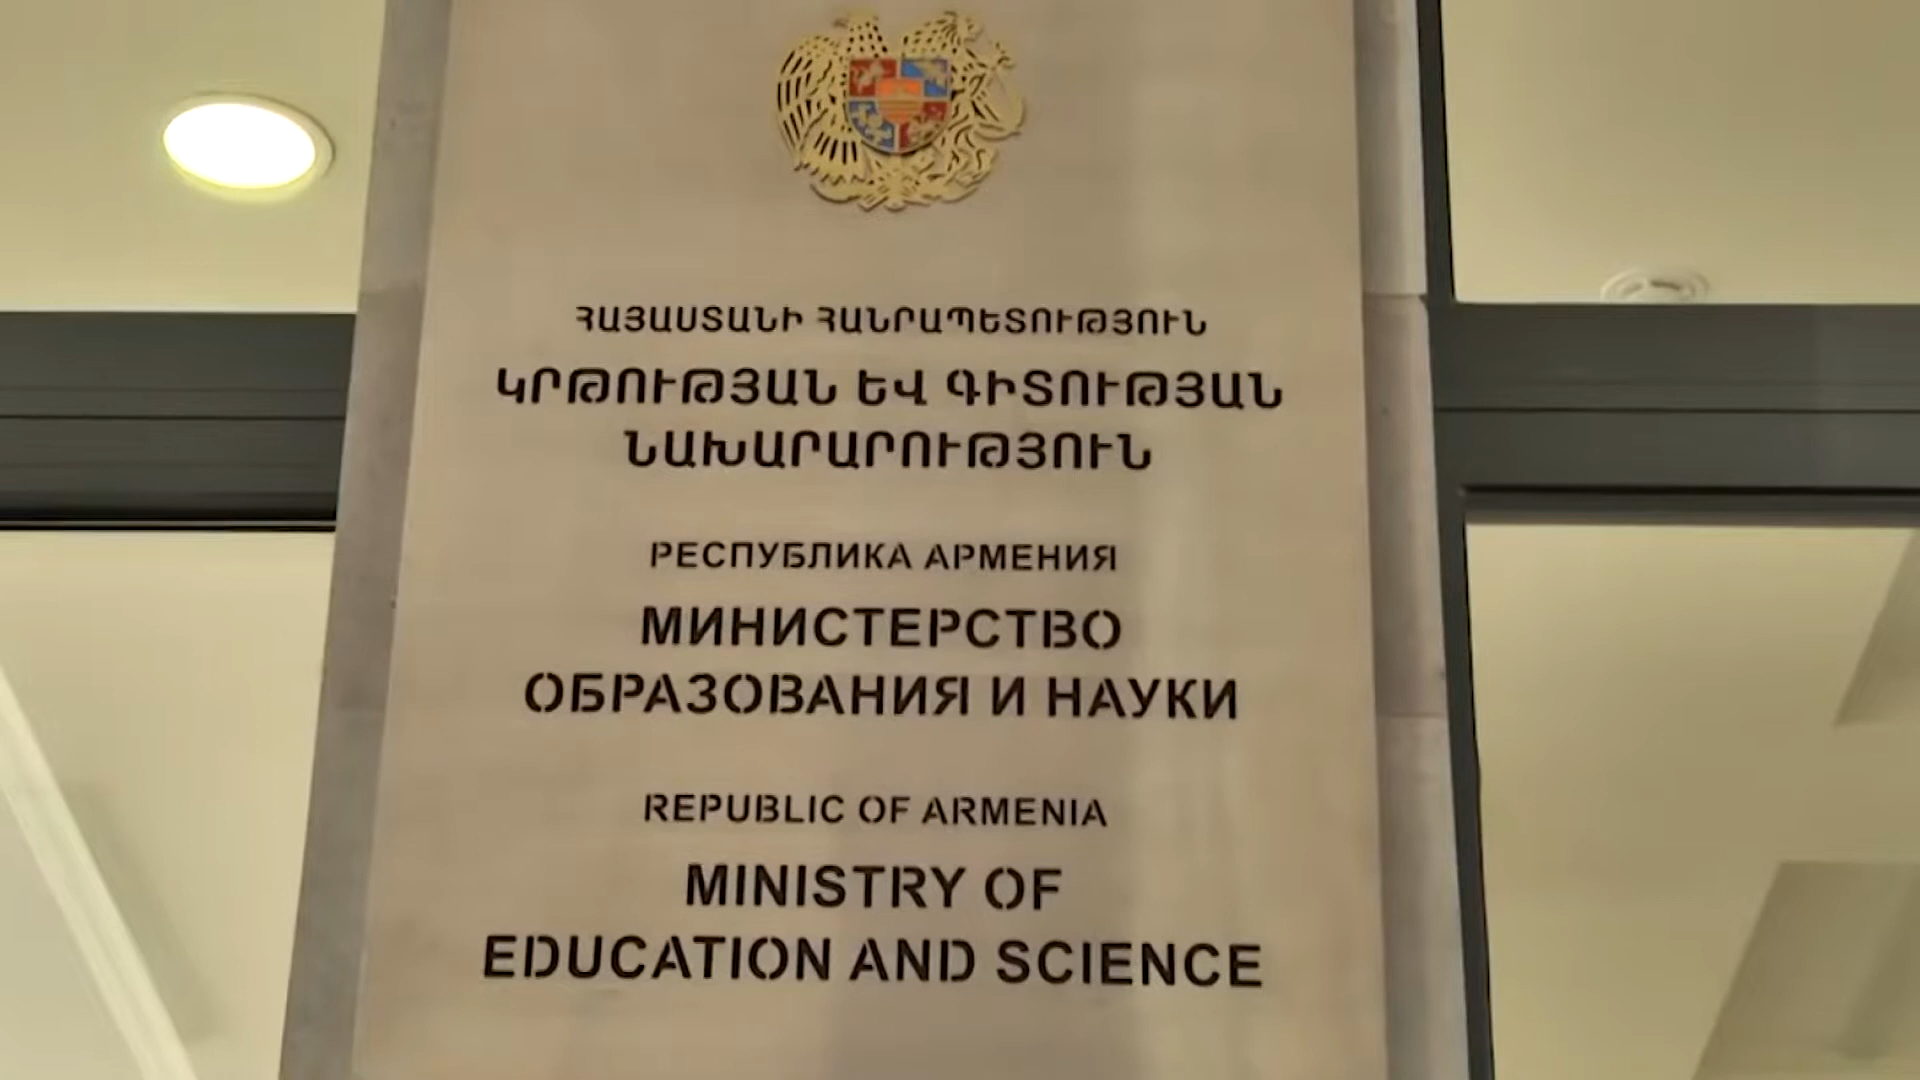 ՀԱՅԱՍՏԱՆԻ ՀԱՆՐԱՊԵՏՈՒԹՅՈՒՆ
ԿՐԹՈՒԹՅԱՆ ԵՎ ԳԻՏՈՒԹՅԱՆ
ՆԱԽԱՐԱՐՈՒԹՅՈՒՆ
РЕСПУБЛИКА АРМЕНИЯ
МИНИСТЕРСТВО
ОБРАЗОВАНИЯ И НАУКИ
REPUBLIC OF ARMENIA
MINISTRY OF
EDUCATION AND SCIENCE